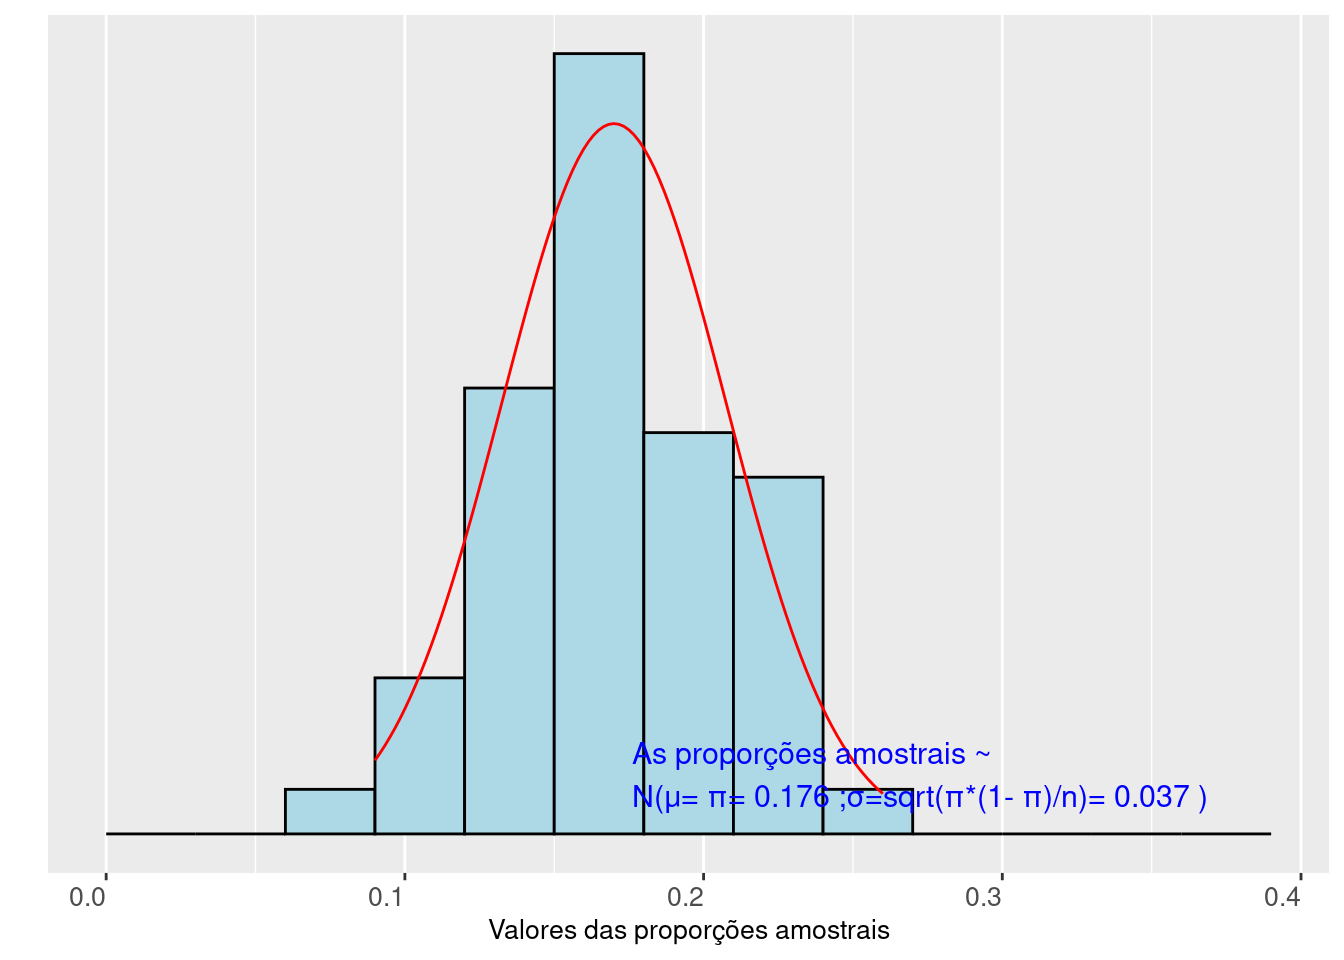 As proporções amostrais ~
N(μ= π= 0.176 ;σ=sqrt(π*(1- π)/n)= 0.037 )
0.0 0.1 0.2 0.3 0.4
Valores das proporções amostrais